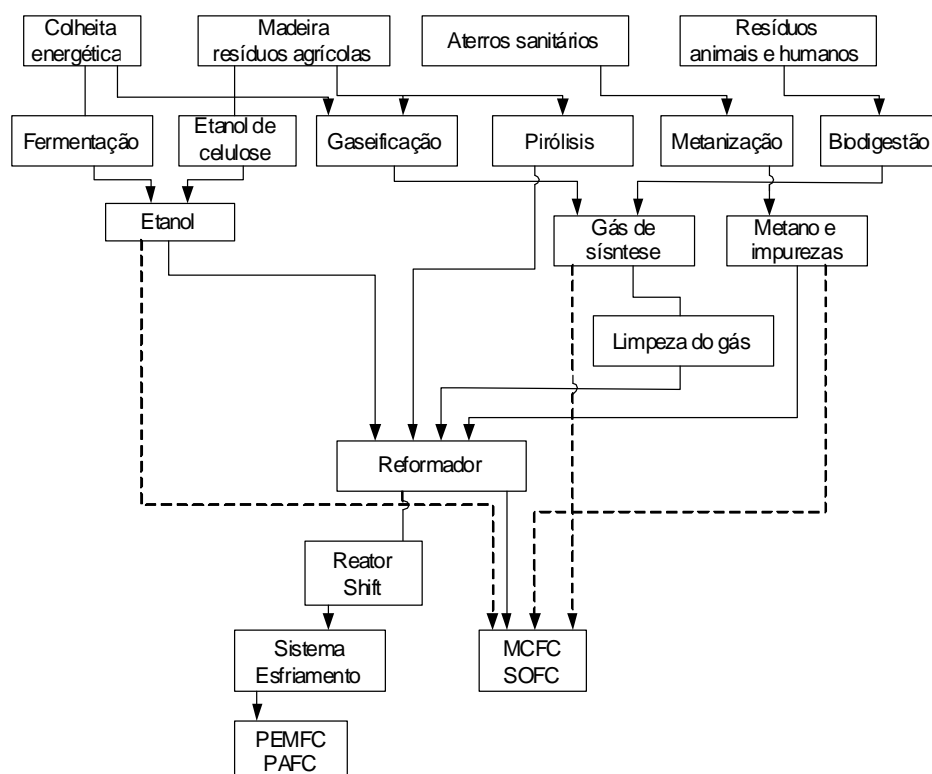 Colheita
energética
Madeira
resíduos agrícolas
Aterros sanitários
Resíduos
animais e humanos
Fermentação
Etanol de
celulose
Gaseificação
Pirólisis
Metanização
Biodigestão
Etanol
Gás de
sísntese
Metano e
impurezas
Limpeza do gás
Reformador
Reator
Shift
Sistema
Esfriamento
MCFC
SOFC
PEMFC
PAFC